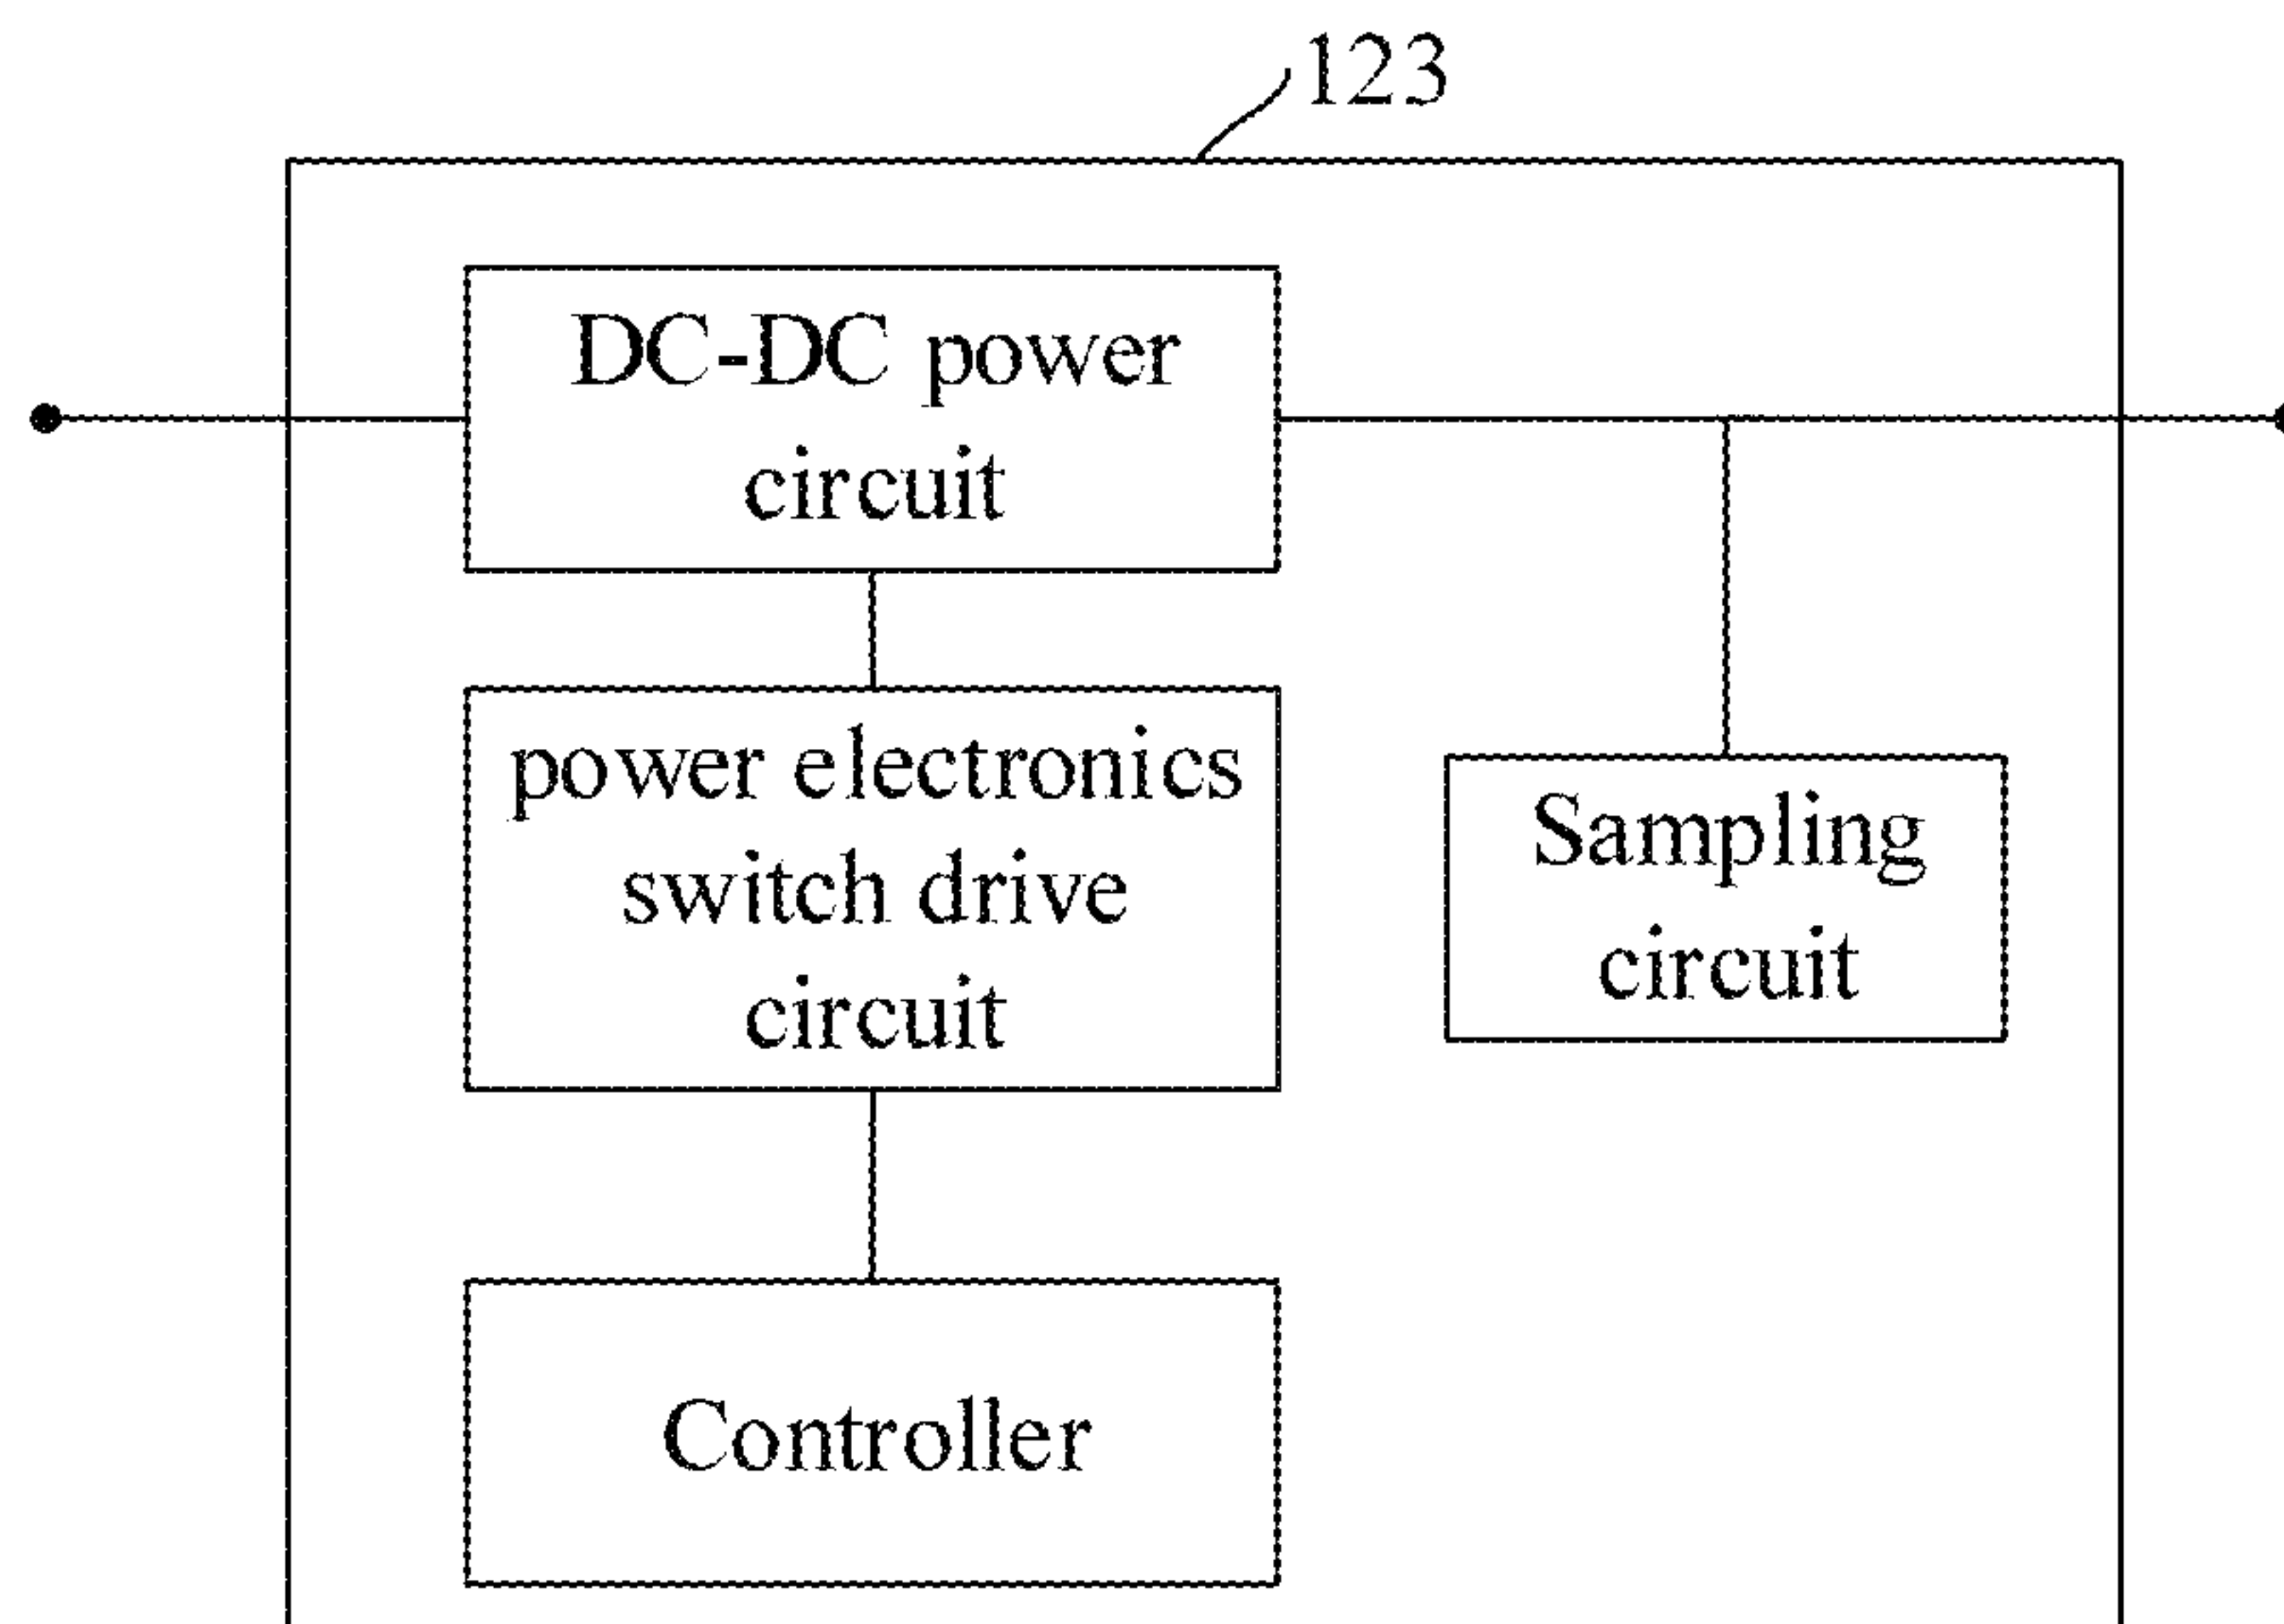 123
DC-DC power
circuit
power electronics
switch drive
circuit
Sampling
circuit
Controller